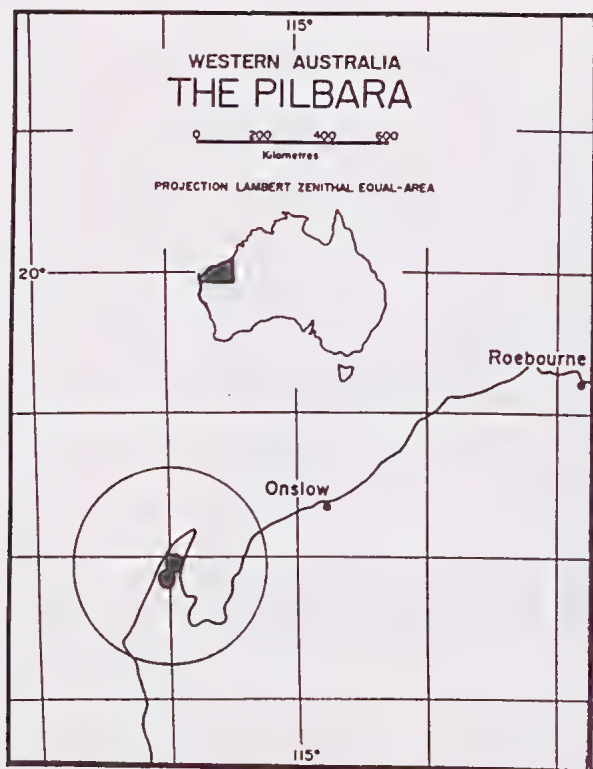 115°
WESTERN AUSTRALIA
THE PILBARA
0 200 400 600
Kilometres
PROJECTION LAMBERT ZENITHAL EQUAL-AREA
20°
Roebourne
Onslow
115°